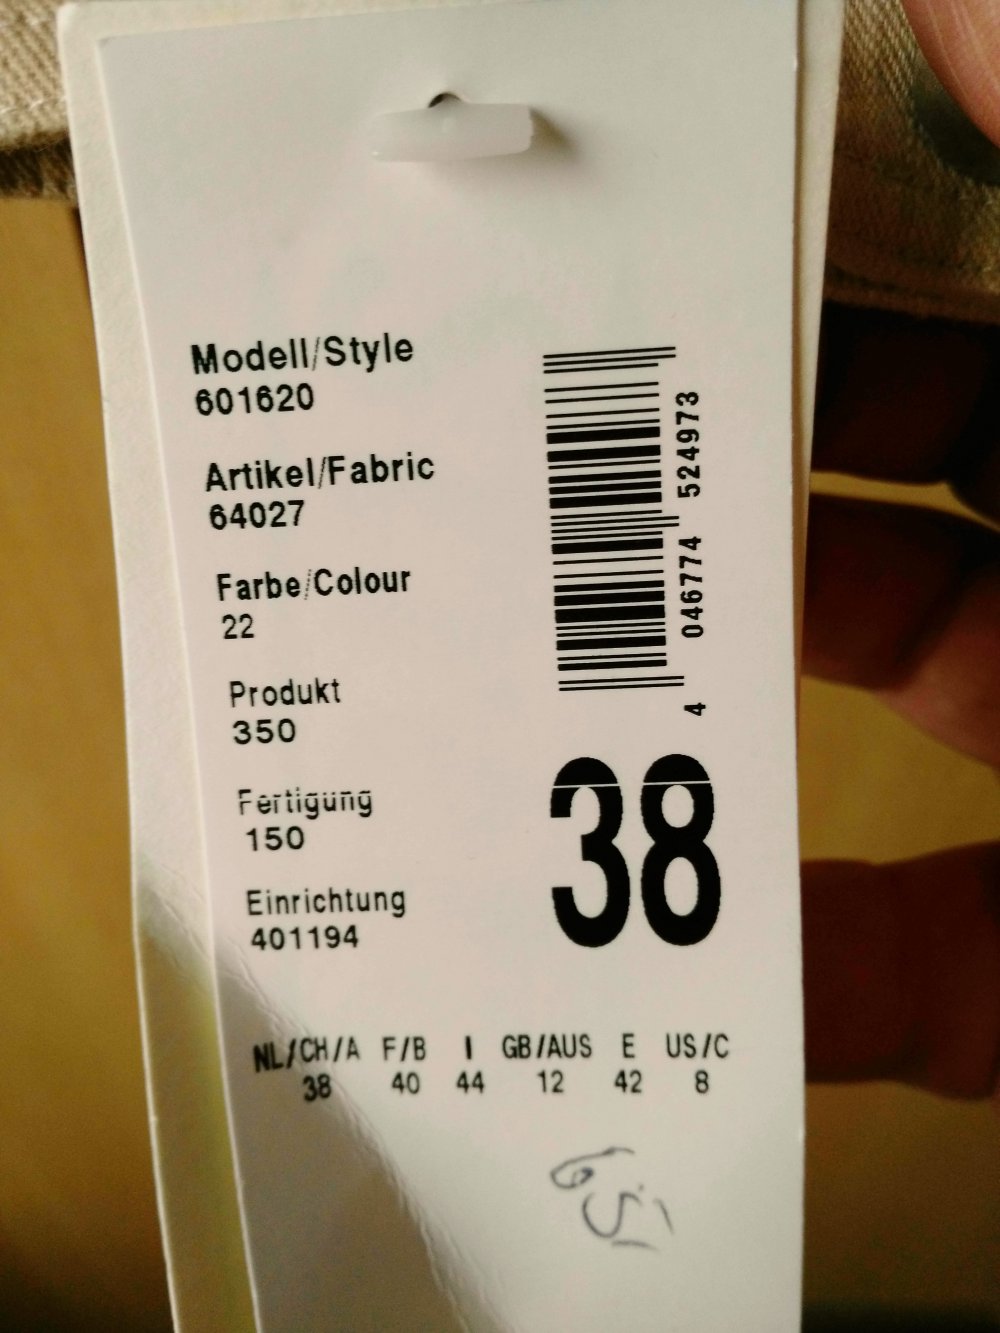 Modell/Style
601620
Artikel/Fabric
64027
Farbe/Colour
22
Produkt
350
Fertigung
150
Einrichtung
401194
4 046774 524973
38
NL/CH/A F/B I GB/AUS E US/C
38 40 44 12 42 8